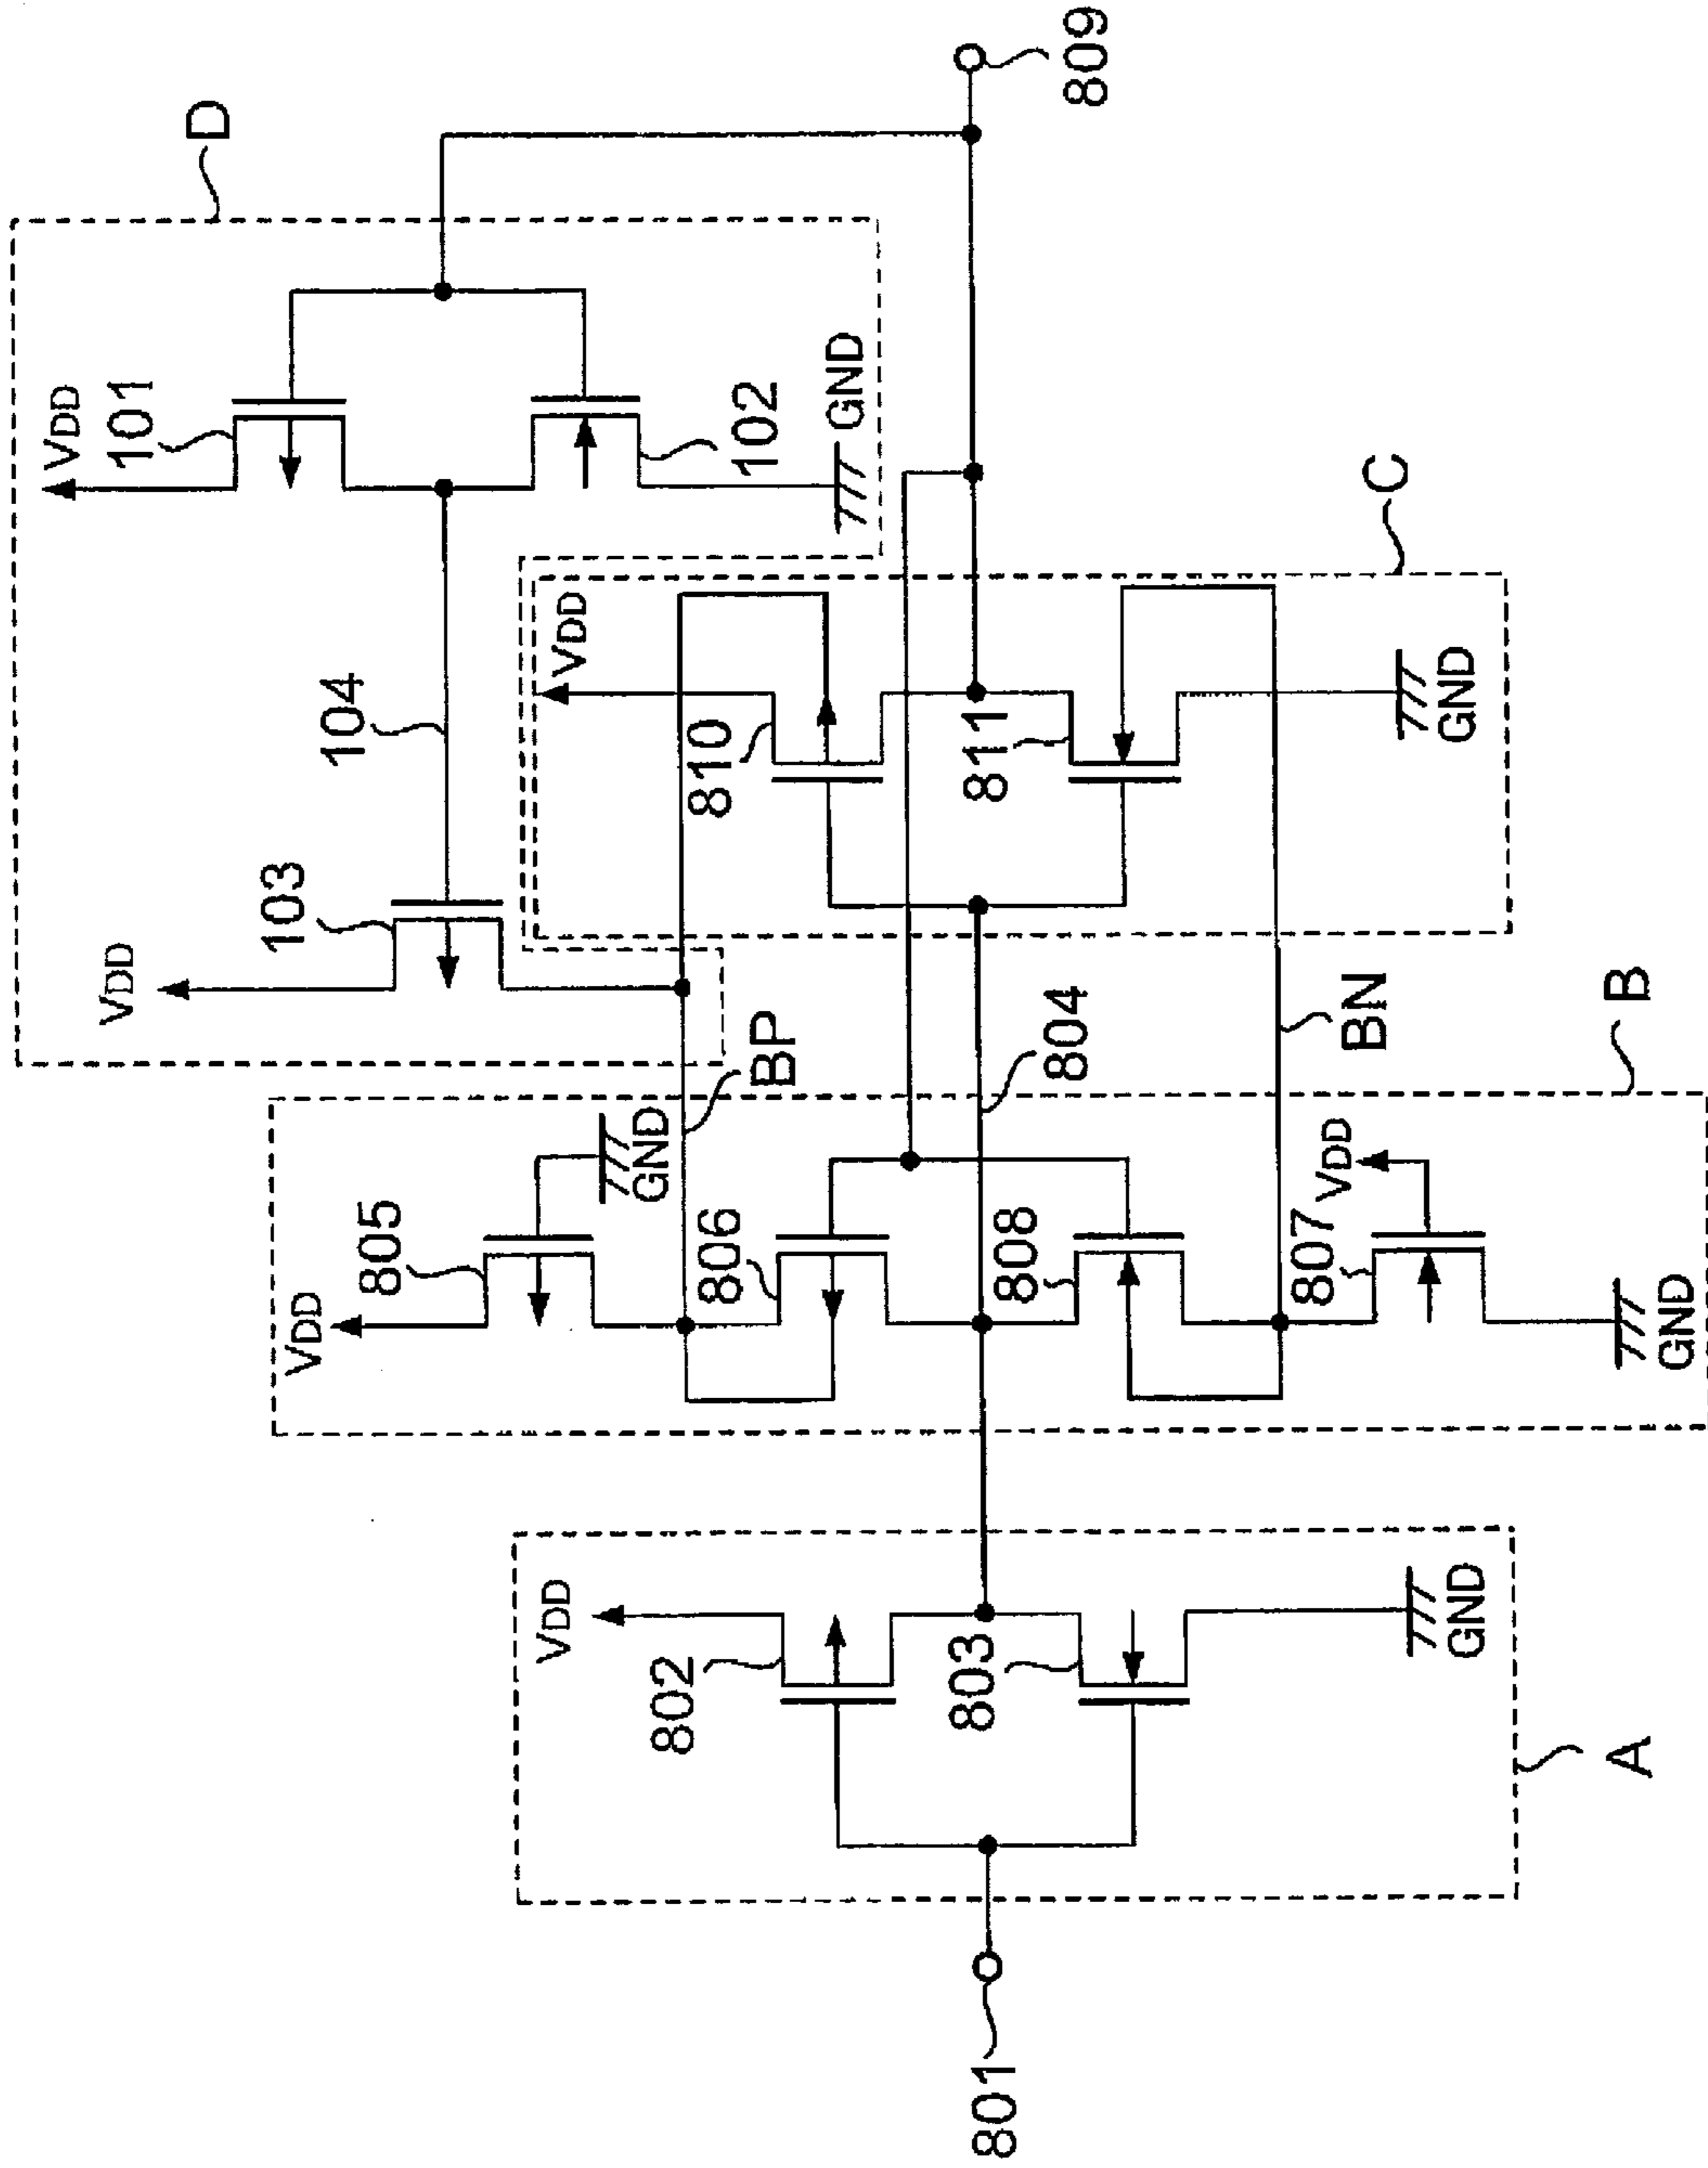 D
VDD
101
102
GND
809
VDD
103
104
C
VDD
810
811
GND
BP
804
BN
B
VDD
805
GND
806
808
807
VDD
GND
A
VDD
802
803
GND
801